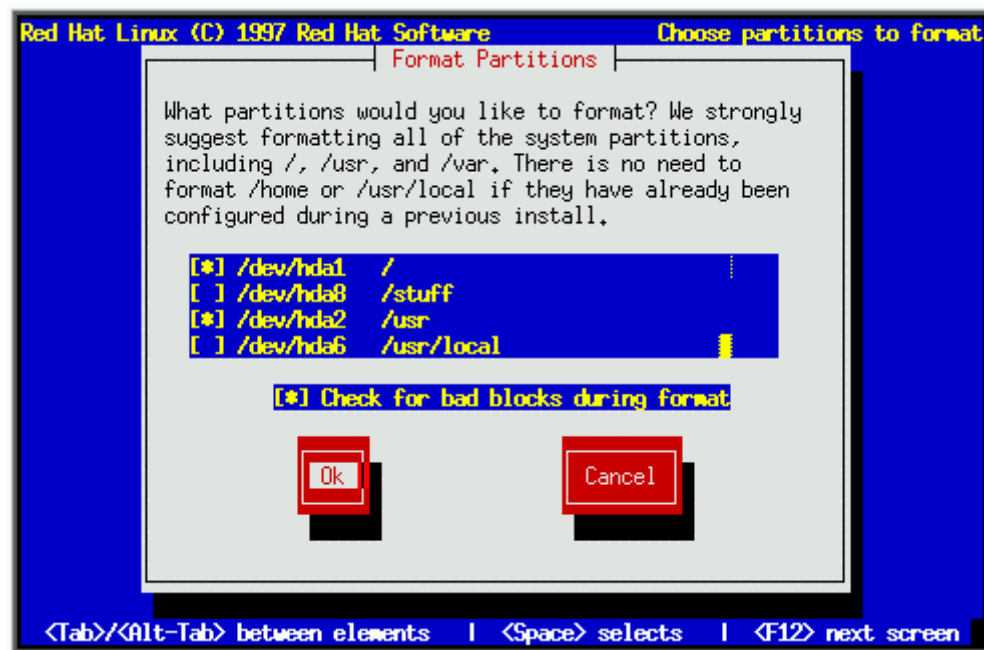 Red Hat Linux (C) 1997 Red Hat Software Choose partitions to format
Format Partitions
What partitions would you like to format? We strongly
suggest formatting all of the system partitions,
including /, /usr, and /var. There is no need to
format /home or /usr/local if they have already been
configured during a previous install.
[*] /dev/hda1 /
[ ] /dev/hda8 /stuff
[*] /dev/hda2 /usr
[ ] /dev/hda6 /usr/local
[*] Check for bad blocks during format
Ok Cancel
<Tab>/<Alt-Tab> between elements | <Space> selects | <F12> next screen